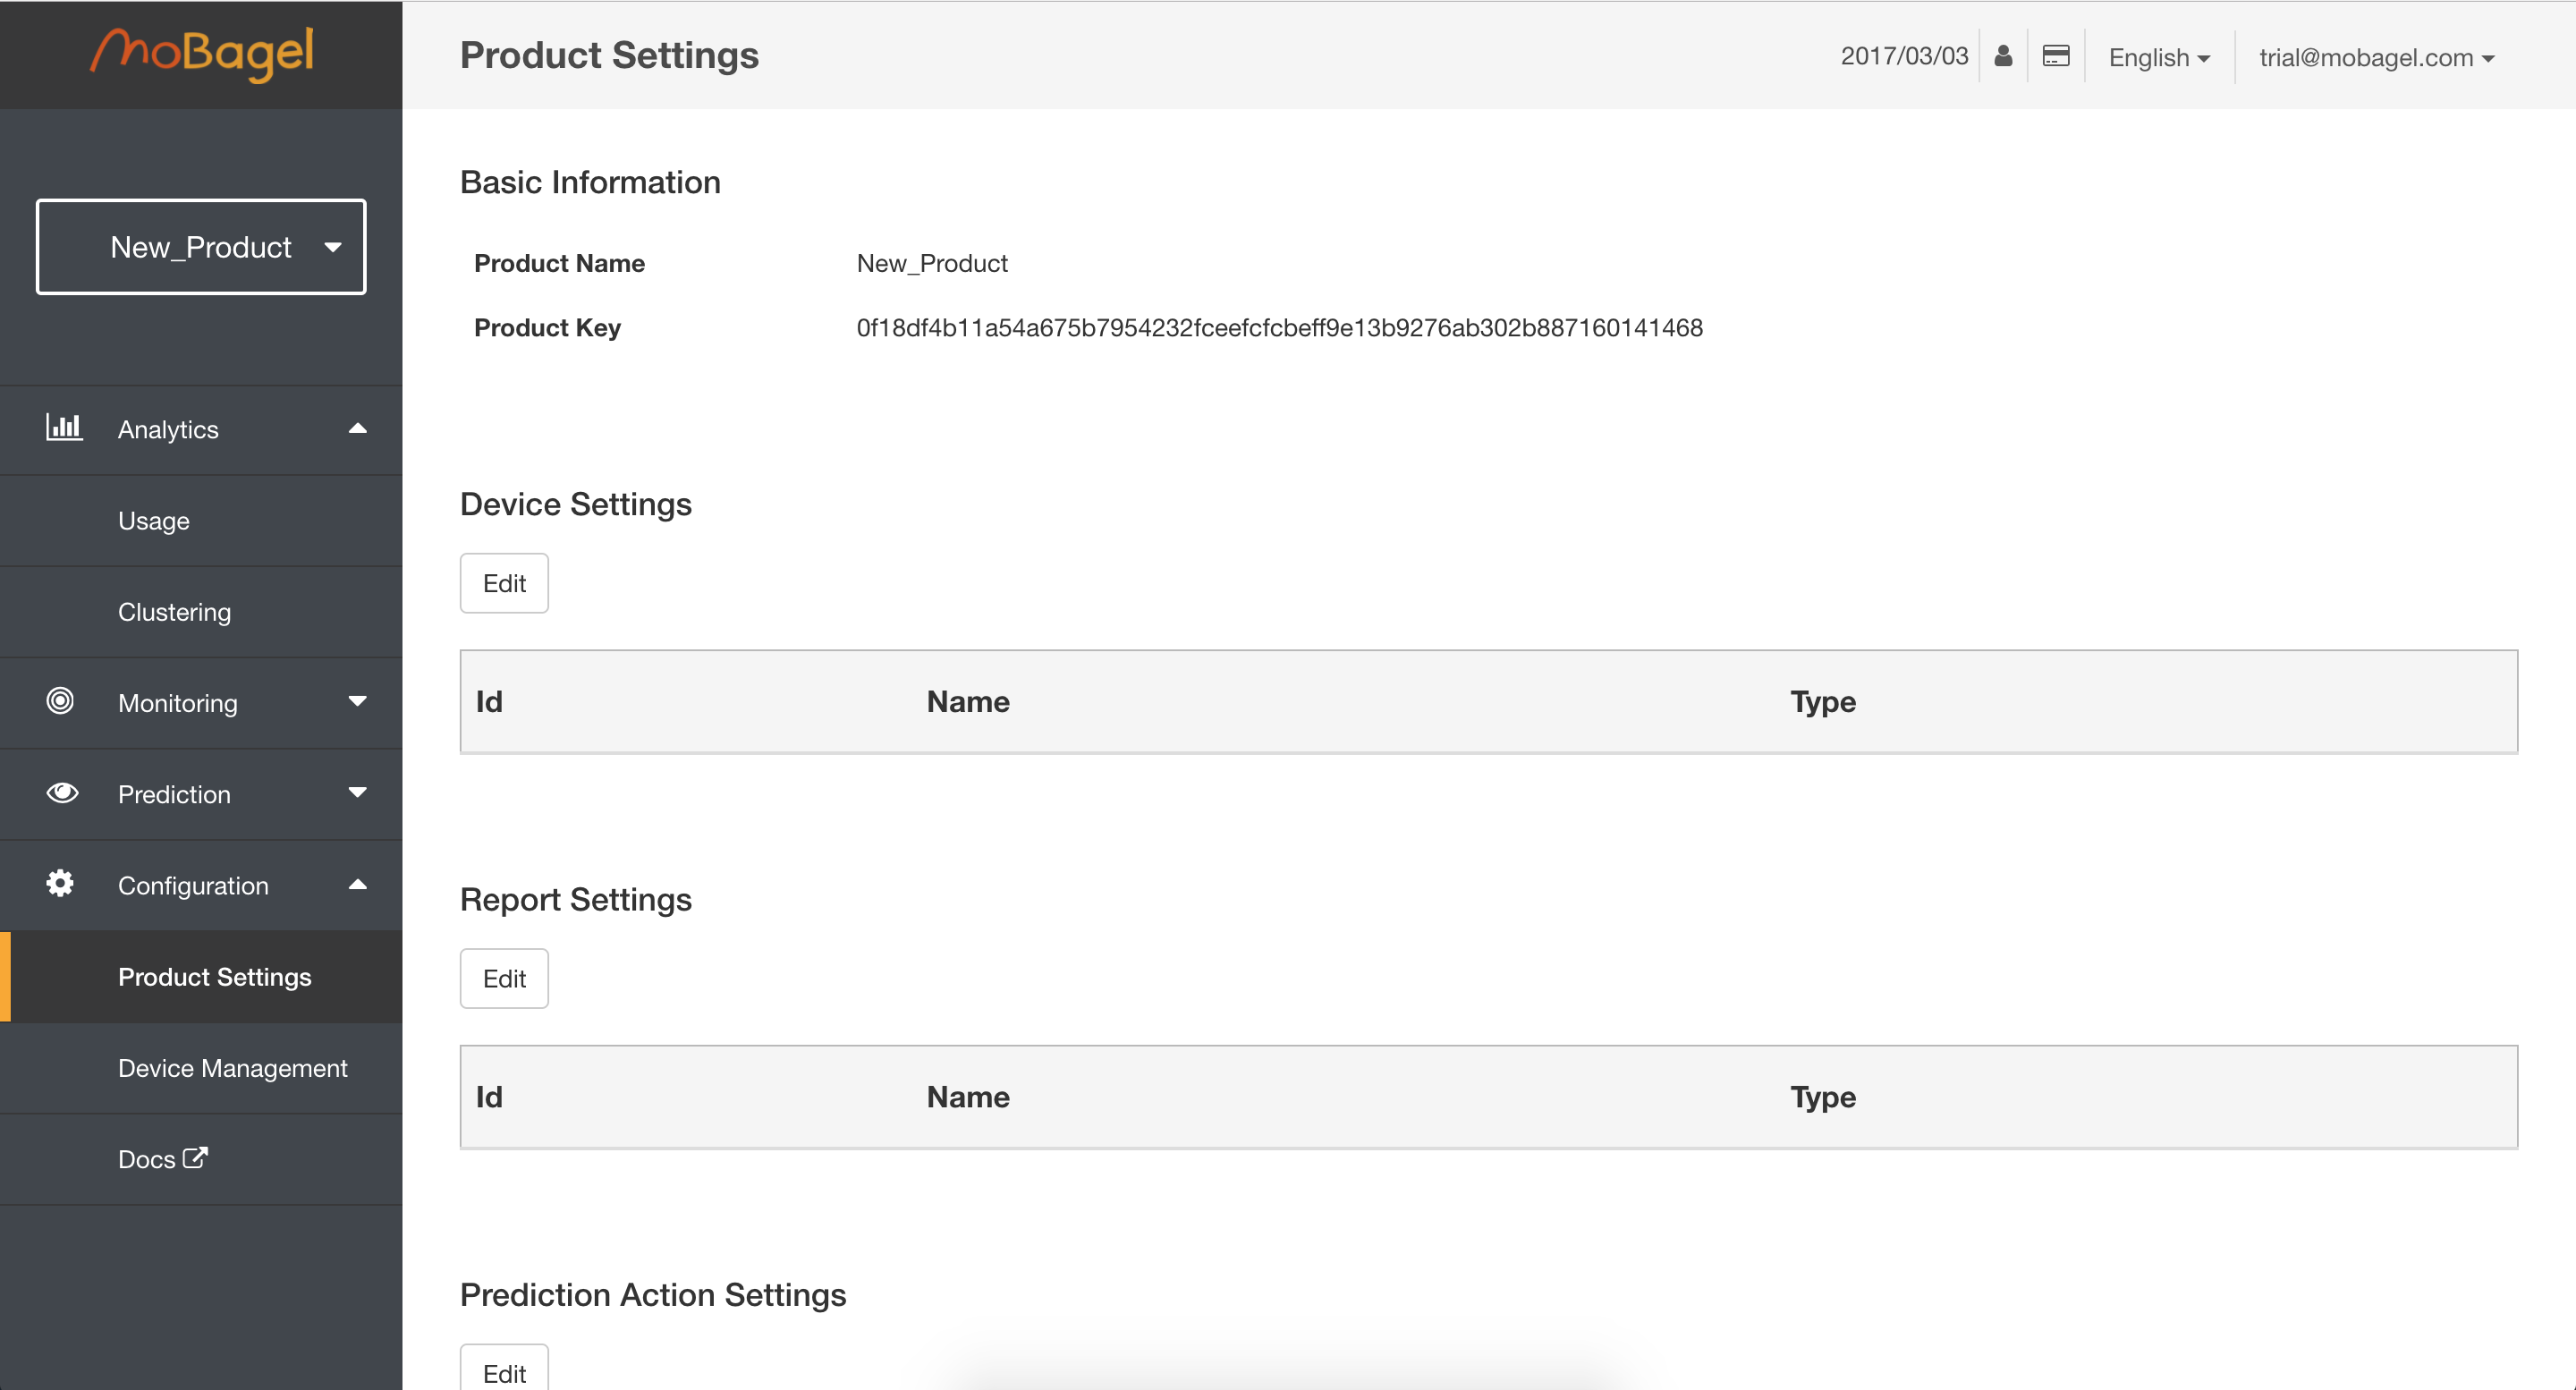 moBagel
Product Settings
2017/03/03
English
trial@mobagel.com
New_Product
Analytics
Usage
Clustering
Monitoring
Prediction
Configuration
Product Settings
Device Management
Docs
Basic Information
Product Name New_Product
Product Key 0f18df4b11a54a675b7954232fceefcfcbeff9e13b9276ab302b887160141468
Device Settings
Edit
Id Name Type
Report Settings
Edit
Id Name Type
Prediction Action Settings
Edit